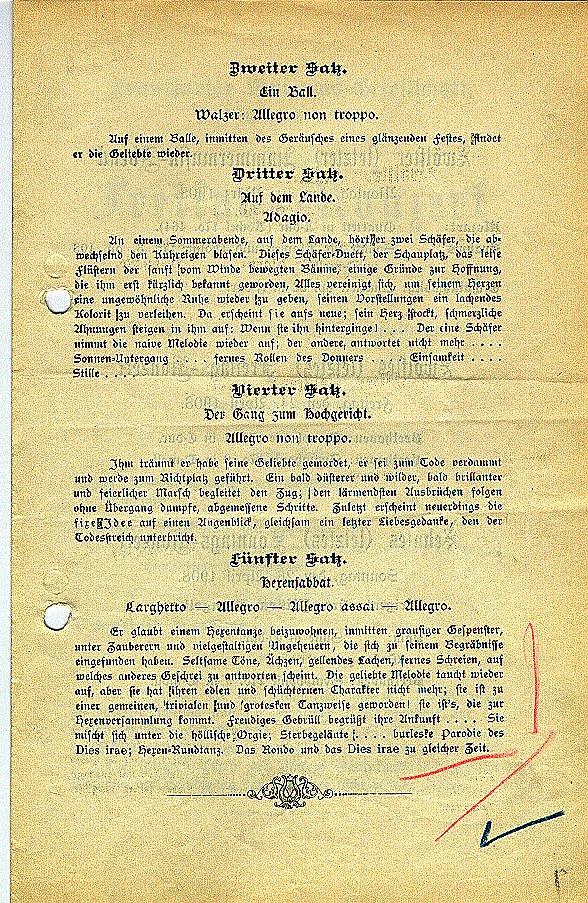 Zweiter Satz.
Ein Ball.
Walzer: Allegro non troppo.
Auf einem Balle, inmitten des Geräusches eines glänzenden Festes, findet
er die Geliebte wieder.
Dritter Satz.
Auf dem Lande.
Adagio.
An einem Sommerabende, auf dem Lande, hört er zwei Schäfer, die ab-
wechselnd den Kuhreigen blasen. Dieses Schäfer-Duett, der Schauplatz, das leise
Flüstern der sanft vom Winde bewegten Bäume, einige Gründe zur Hoffnung,
die ihm erst kürzlich bekannt geworden, Alles vereinigt sich, um seinem Herzen
eine ungewöhnliche Ruhe wieder zu geben, seinen Vorstellungen ein lachendes
Kolorit zu verleihen. Da erscheint sie aufs neue; sein Herz stockt, schmerzliche
Ahnungen steigen in ihm auf: Wenn sie ihn hinterginge! . . . Der eine Schäfer
nimmt die naive Melodie wieder auf; der andere, antwortet nicht mehr . . . .
Sonnen-Untergang . . . . fernes Rollen des Donners . . . . Einsamkeit . . . .
Stille . . . .
Vierter Satz.
Der Gang zum Hochgericht.
Allegro non troppo.
Ihm träumt er habe seine Geliebte gemordet, er sei zum Tode verdammt
und werde zum Richtplatz geführt. Ein bald düsterer und wilder, bald brillanter
und feierlicher Marsch begleitet den Zug; den lärmendsten Ausbrüchen folgen
ohne Übergang dumpfe, abgemessene Schritte. Zuletzt erscheint neuerdings die
fixe Idee auf einen Augenblick, gleichsam ein letzter Liebesgedanke, den der
Todesstreich unterbricht.
Fünfter Satz.
Hexensabbat.
Larghetto — Allegro — Allegro assai — Allegro.
Er glaubt einem Hexentanze beizuwohnen, inmitten grausiger Gespenster,
unter Zauberern und vielgestaltigen Ungeheuern, die sich zu seinem Begräbnisse
eingefunden haben. Seltsame Töne, Ächzen, gellendes Lachen, fernes Schreien, auf
welches anderes Geschrei zu antworten scheint. Die geliebte Melodie taucht wieder
auf, aber sie hat ihren edlen und schüchternen Charakter nicht mehr; sie ist zu
einer gemeinen, trivialen und grotesken Tanzweise geworden! sie ist's, die zur
Hexenversammlung kommt. Freudiges Gebrüll begrüßt ihre Ankunft . . . . Sie
mischt sich unter die höllische Orgie; Sterbegeläute! . . . . burleske Parodie des
Dies irae; Hexen-Rundtanz. Das Rondo und das Dies irae zu gleicher Zeit.